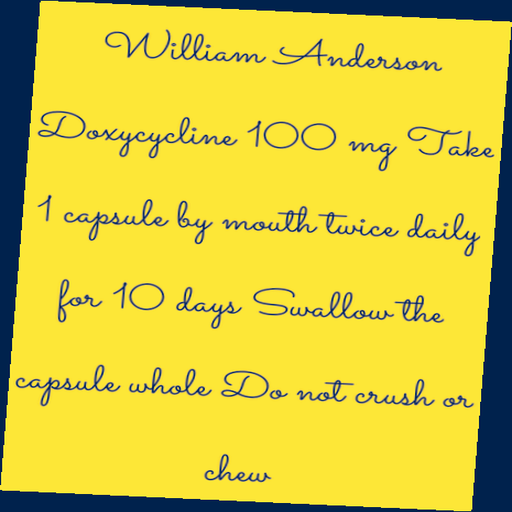 William Anderson
Doxycycline 100 mg Take
1 capsule by mouth twice daily
for 10 days Swallow the
capsule whole Do not crush or
chew